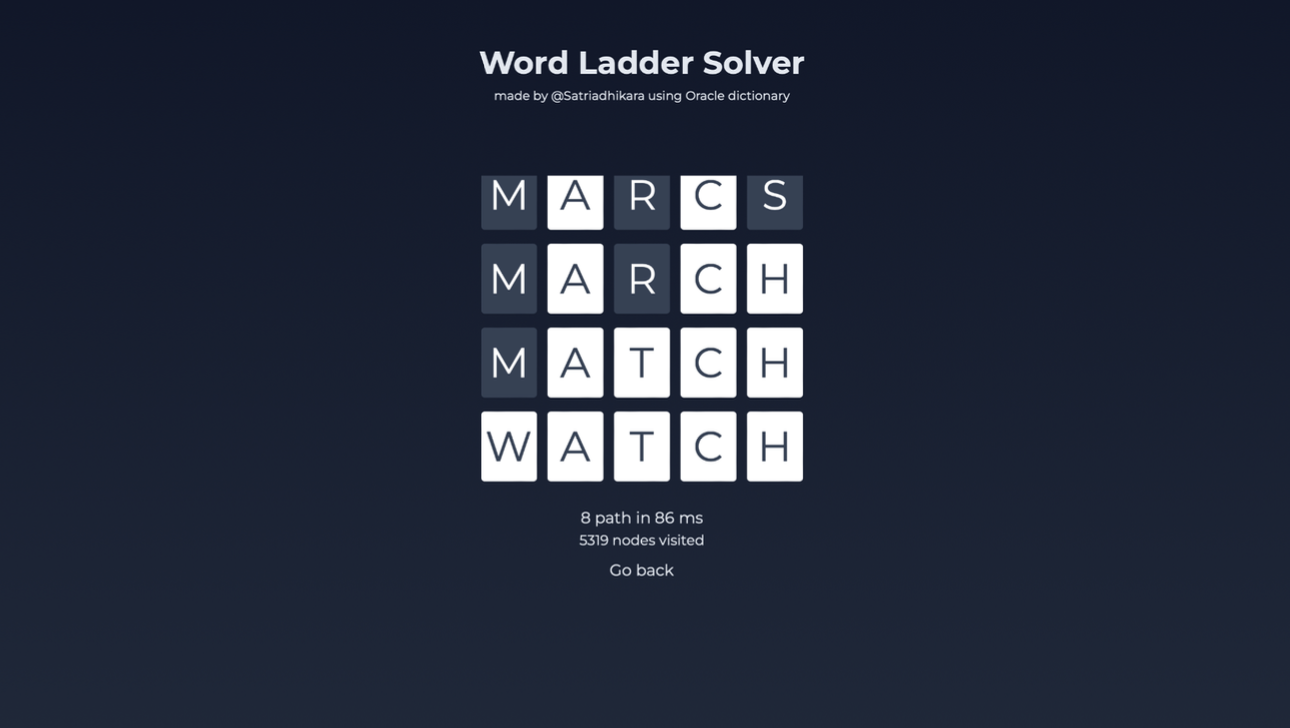 Word Ladder Solver
made by @Satriadhikara using Oracle dictionary
M A R C S
M A R C H
M A T C H
W A T C H
8 path in 86 ms
5319 nodes visited
Go back